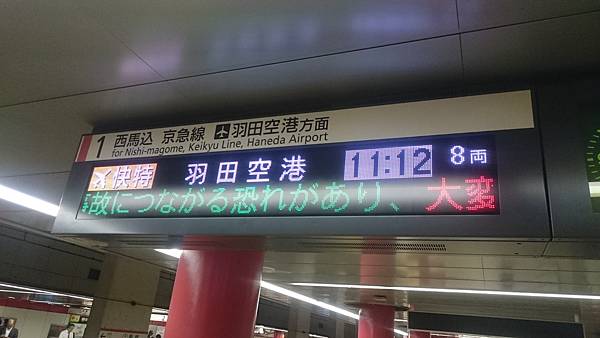 1 西馬込 京急線 羽田空港方面
for Nishi-magome, Keikyu Line, Haneda Airport
快特 羽田空港 11:12 8両
故につながる恐れがあり、大変